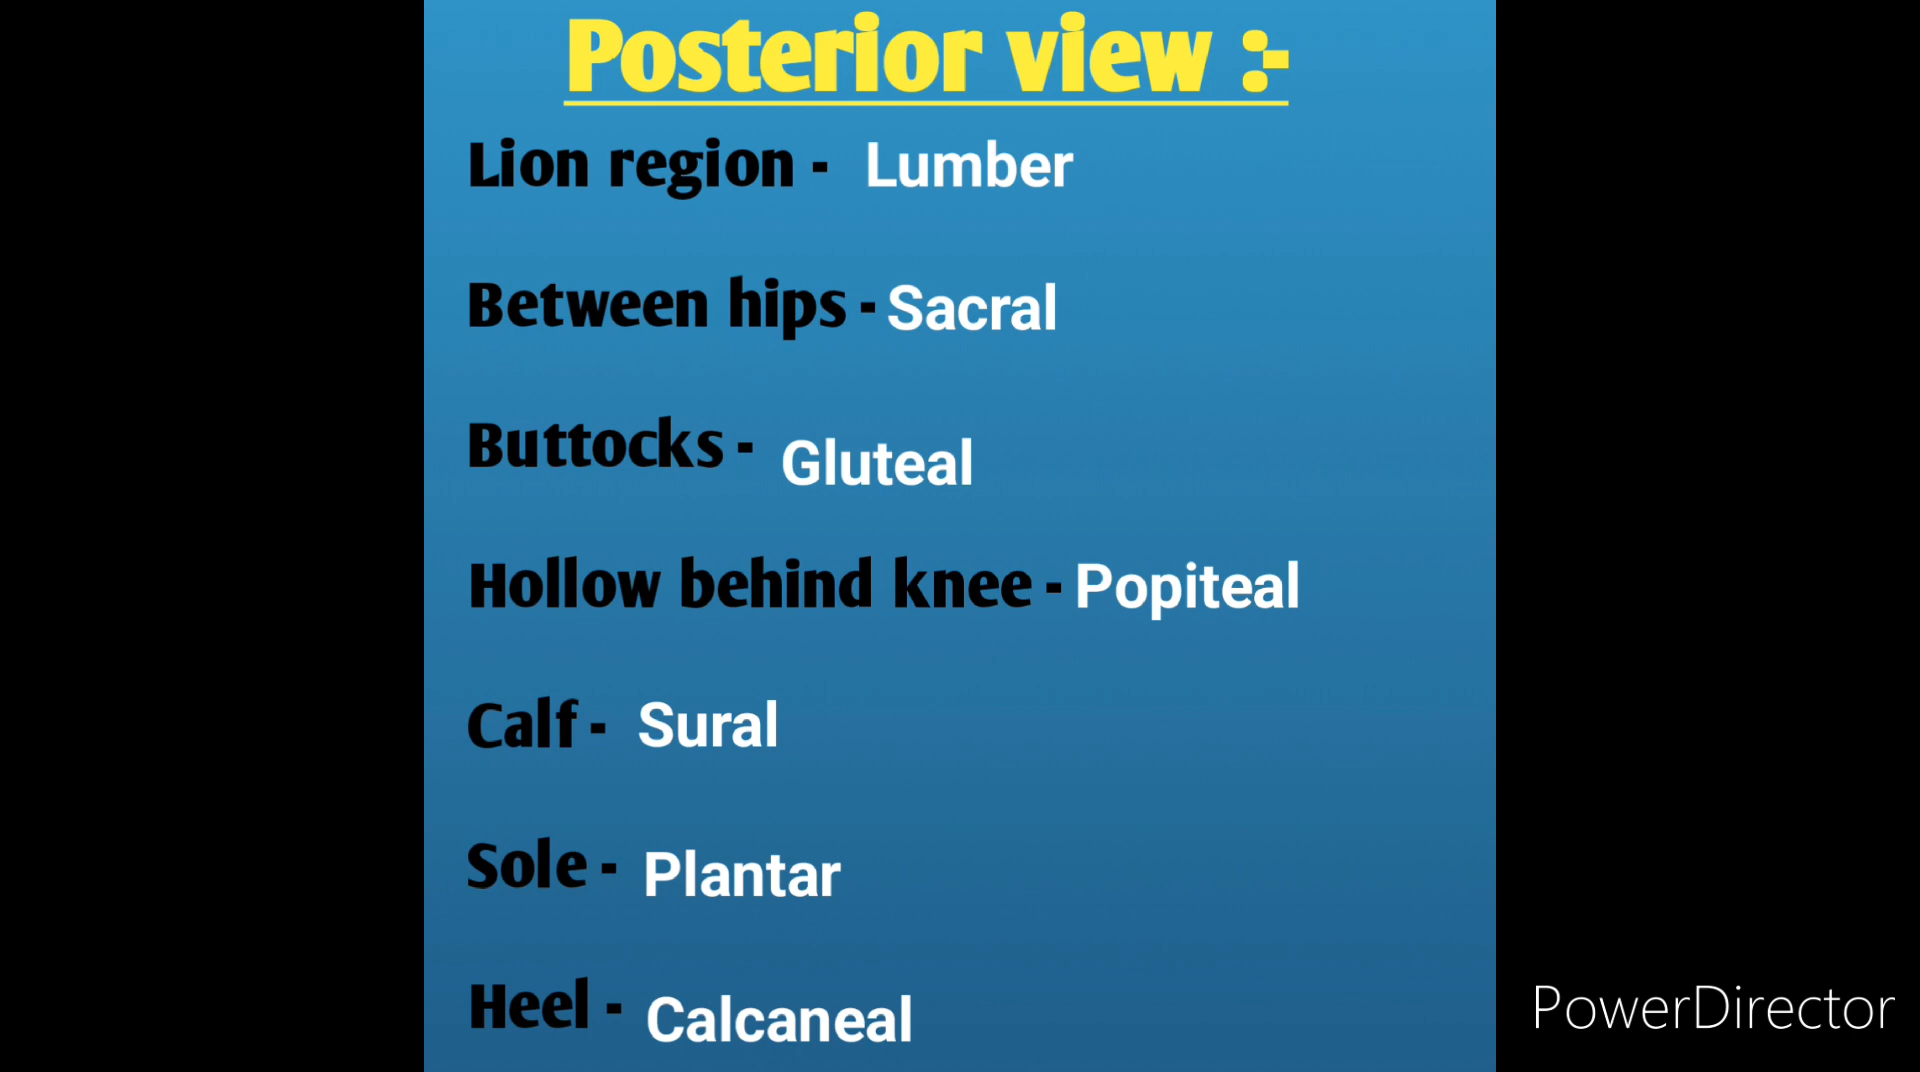 Posterior view :-
Lion region - Lumber
Between hips - Sacral
Buttocks - Gluteal
Hollow behind knee - Popiteal
Calf - Sural
Sole - Plantar
Heel - Calcaneal
PowerDirector